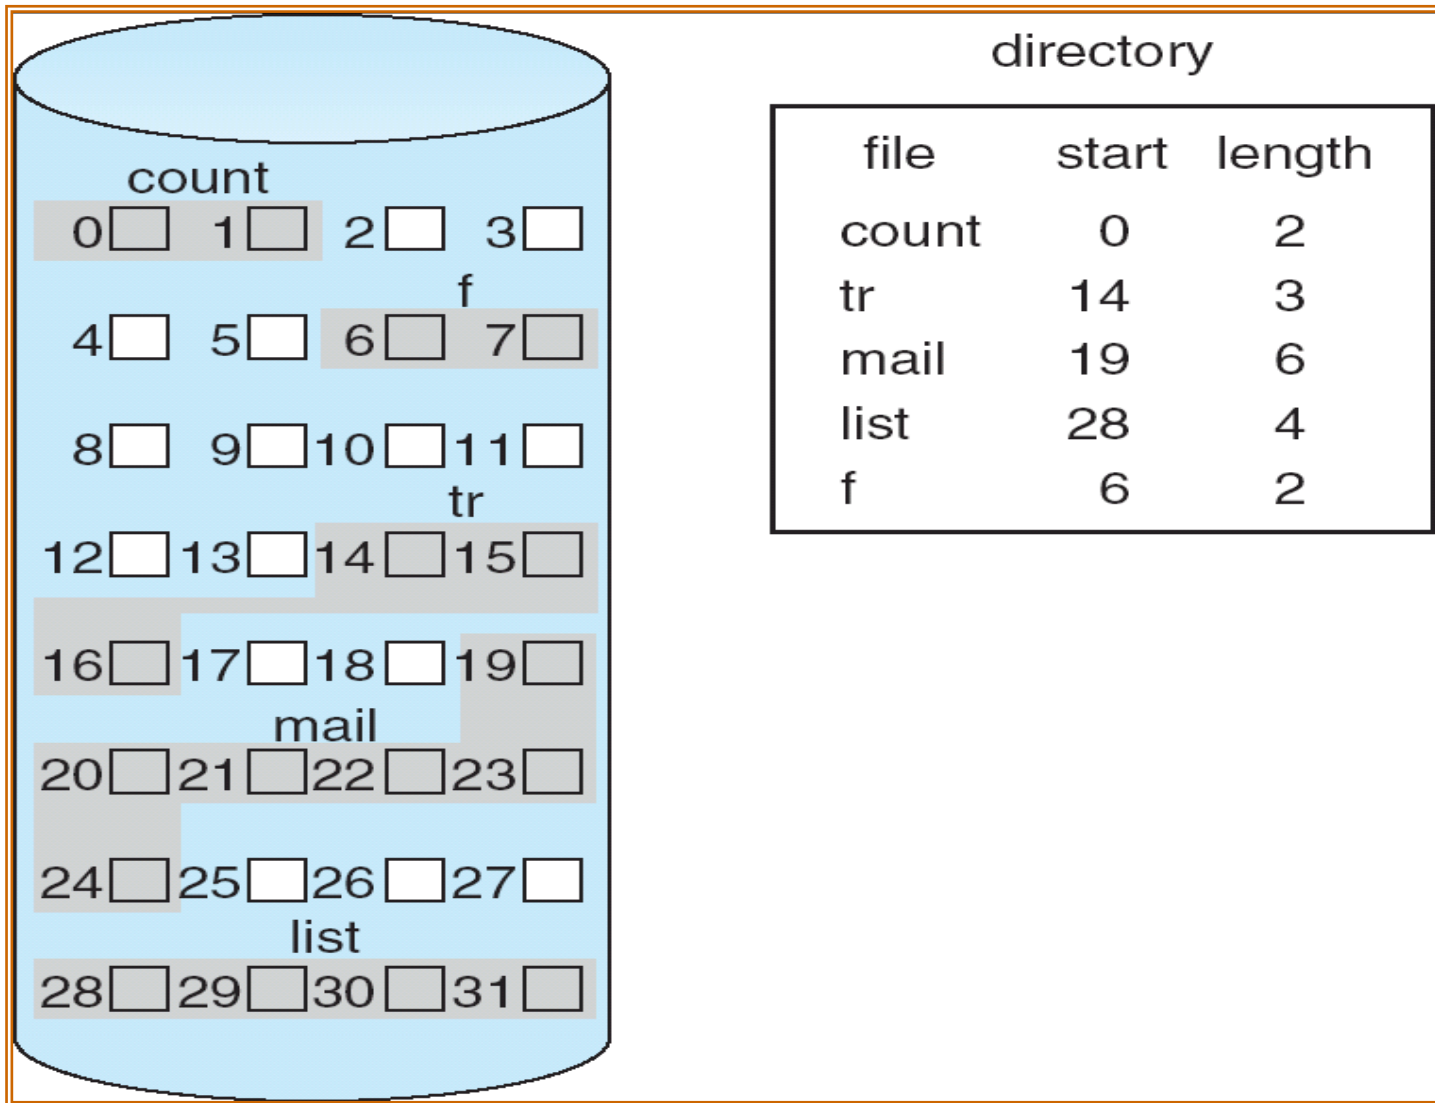 count
0 1 2 3
f
4 5 6 7
8 9 10 11
tr
12 13 14 15
16 17 18 19
mail
20 21 22 23
24 25 26 27
list
28 29 30 31
directory
file start length
count 0 2
tr 14 3
mail 19 6
list 28 4
f 6 2